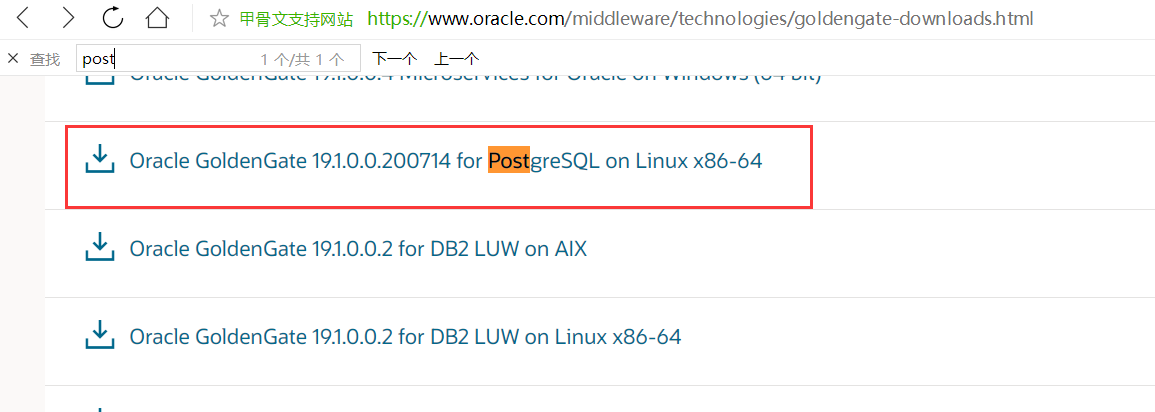 甲骨文支持网站 https://www.oracle.com/middleware/technologies/goldengate-downloads.html
查找 post 1 个/共 1 个 下一个 上一个
Oracle GoldenGate 19.1.0.0.4 Microservices for Oracle on Windows (64 bit)
Oracle GoldenGate 19.1.0.0.200714 for PostgreSQL on Linux x86-64
Oracle GoldenGate 19.1.0.0.2 for DB2 LUW on AIX
Oracle GoldenGate 19.1.0.0.2 for DB2 LUW on Linux x86-64